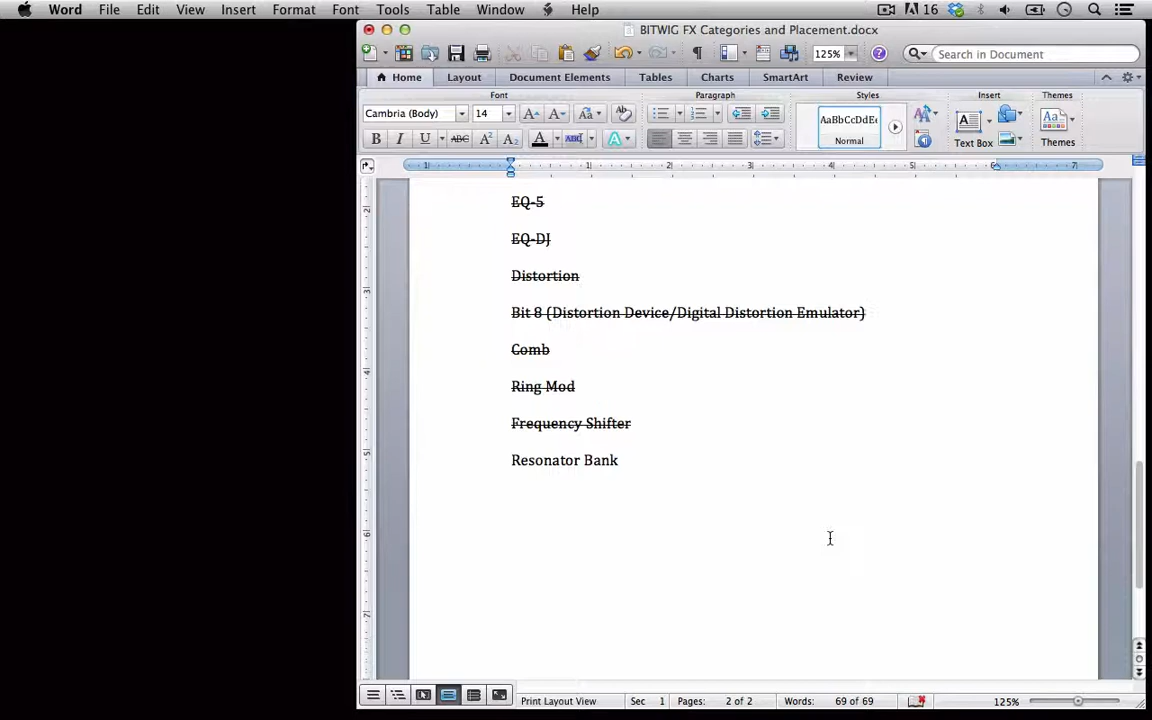 Word File Edit View Insert Format Font Tools Table Window Help 16
BITWIG FX Categories and Placement.docx
125% Search in Document
Home Layout Document Elements Tables Charts SmartArt Review
Font Paragraph Styles Insert Themes
Cambria (Body) 14 Aa
AaBbCcDdEe
Normal
Text Box Themes
EQ-5
EQ-DJ
Distortion
Bit 8 (Distortion Device/Digital Distortion Emulator)
Comb
Ring Mod
Frequency Shifter
Resonator Bank
Print Layout View Sec 1 Pages: 2 of 2 Words: 69 of 69 125%